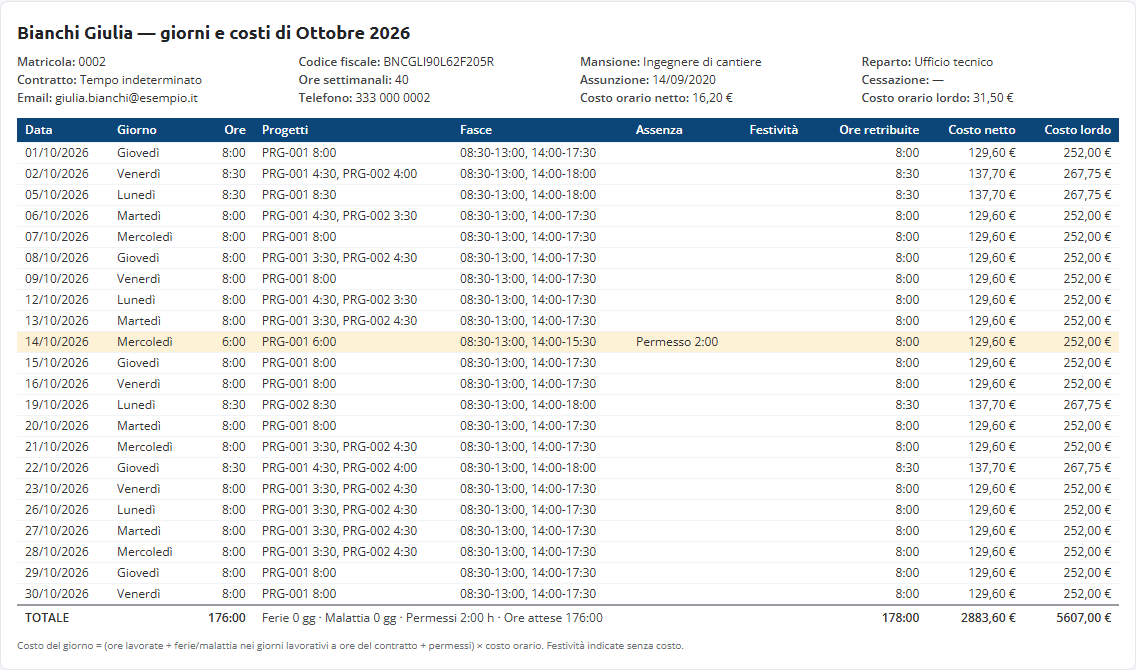 Bianchi Giulia — giorni e costi di Ottobre 2026
Matricola: 0002 Codice fiscale: BNCGLI90L62F205R Mansione: Ingegnere di cantiere Reparto: Ufficio tecnico
Contratto: Tempo indeterminato Ore settimanali: 40 Assunzione: 14/09/2020 Cessazione: —
Email: giulia.bianchi@esempio.it Telefono: 333 000 0002 Costo orario netto: 16,20 € Costo orario lordo: 31,50 €
Data Giorno Ore Progetti Fasce Assenza Festività Ore retribuite Costo netto Costo lordo
01/10/2026 Giovedì 8:00 PRG-001 8:00 08:30-13:00, 14:00-17:30 8:00 129,60 € 252,00 €
02/10/2026 Venerdì 8:30 PRG-001 4:30, PRG-002 4:00 08:30-13:00, 14:00-18:00 8:30 137,70 € 267,75 €
05/10/2026 Lunedì 8:30 PRG-001 8:30 08:30-13:00, 14:00-18:00 8:30 137,70 € 267,75 €
06/10/2026 Martedì 8:00 PRG-001 4:30, PRG-002 3:30 08:30-13:00, 14:00-17:30 8:00 129,60 € 252,00 €
07/10/2026 Mercoledì 8:00 PRG-001 8:00 08:30-13:00, 14:00-17:30 8:00 129,60 € 252,00 €
08/10/2026 Giovedì 8:00 PRG-001 3:30, PRG-002 4:30 08:30-13:00, 14:00-17:30 8:00 129,60 € 252,00 €
09/10/2026 Venerdì 8:00 PRG-001 8:00 08:30-13:00, 14:00-17:30 8:00 129,60 € 252,00 €
12/10/2026 Lunedì 8:00 PRG-001 4:30, PRG-002 3:30 08:30-13:00, 14:00-17:30 8:00 129,60 € 252,00 €
13/10/2026 Martedì 8:00 PRG-001 3:30, PRG-002 4:30 08:30-13:00, 14:00-17:30 8:00 129,60 € 252,00 €
14/10/2026 Mercoledì 6:00 PRG-001 6:00 08:30-13:00, 14:00-15:30 Permesso 2:00 8:00 129,60 € 252,00 €
15/10/2026 Giovedì 8:00 PRG-001 8:00 08:30-13:00, 14:00-17:30 8:00 129,60 € 252,00 €
16/10/2026 Venerdì 8:00 PRG-001 8:00 08:30-13:00, 14:00-17:30 8:00 129,60 € 252,00 €
19/10/2026 Lunedì 8:30 PRG-002 8:30 08:30-13:00, 14:00-18:00 8:30 137,70 € 267,75 €
20/10/2026 Martedì 8:00 PRG-001 8:00 08:30-13:00, 14:00-17:30 8:00 129,60 € 252,00 €
21/10/2026 Mercoledì 8:00 PRG-001 3:30, PRG-002 4:30 08:30-13:00, 14:00-17:30 8:00 129,60 € 252,00 €
22/10/2026 Giovedì 8:30 PRG-001 4:30, PRG-002 4:00 08:30-13:00, 14:00-18:00 8:30 137,70 € 267,75 €
23/10/2026 Venerdì 8:00 PRG-001 3:30, PRG-002 4:30 08:30-13:00, 14:00-17:30 8:00 129,60 € 252,00 €
26/10/2026 Lunedì 8:00 PRG-001 3:30, PRG-002 4:30 08:30-13:00, 14:00-17:30 8:00 129,60 € 252,00 €
27/10/2026 Martedì 8:00 PRG-001 3:30, PRG-002 4:30 08:30-13:00, 14:00-17:30 8:00 129,60 € 252,00 €
28/10/2026 Mercoledì 8:00 PRG-001 3:30, PRG-002 4:30 08:30-13:00, 14:00-17:30 8:00 129,60 € 252,00 €
29/10/2026 Giovedì 8:00 PRG-001 8:00 08:30-13:00, 14:00-17:30 8:00 129,60 € 252,00 €
30/10/2026 Venerdì 8:00 PRG-001 8:00 08:30-13:00, 14:00-17:30 8:00 129,60 € 252,00 €
TOTALE 176:00 Ferie 0 gg · Malattia 0 gg · Permessi 2:00 h · Ore attese 176:00 178:00 2883,60 € 5607,00 €
Costo del giorno = (ore lavorate + ferie/malattia nei giorni lavorativi a ore del contratto + permessi) × costo orario. Festività indicate senza costo.